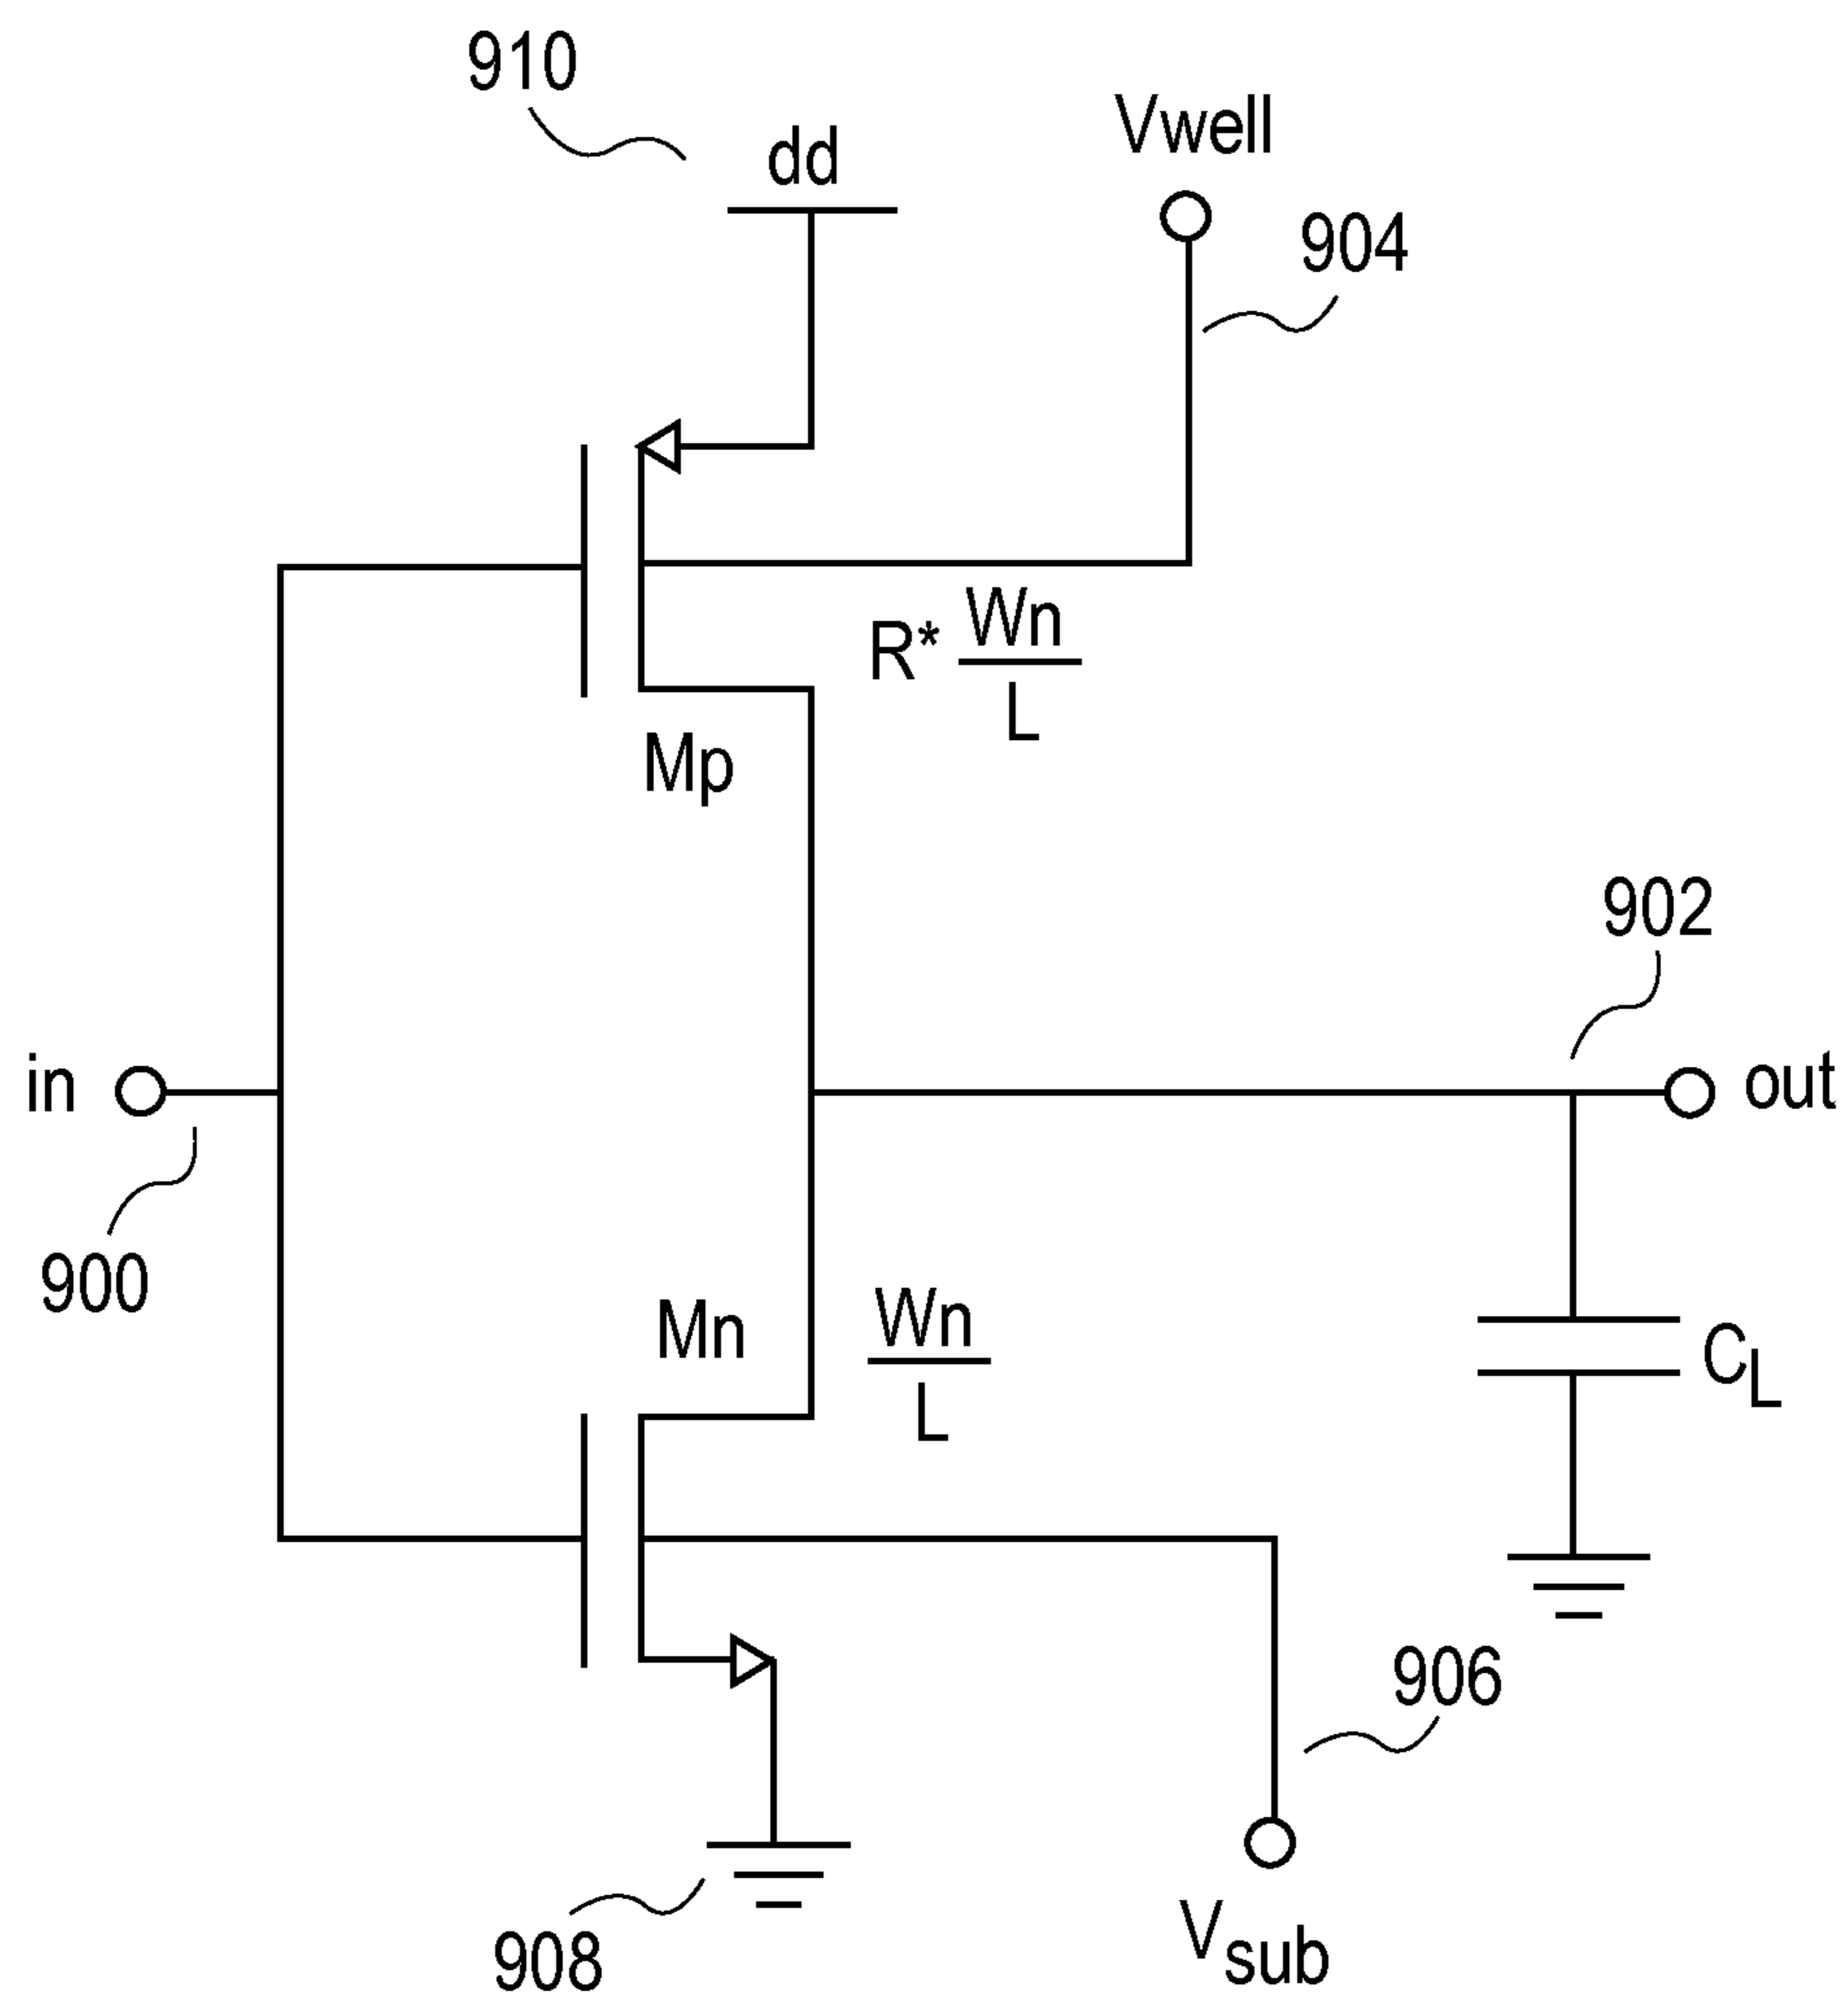 910
dd
Vwell
904
R* Wn
L
Mp
902
in
out
900
Mn
Wn
L
CL
906
908
Vsub